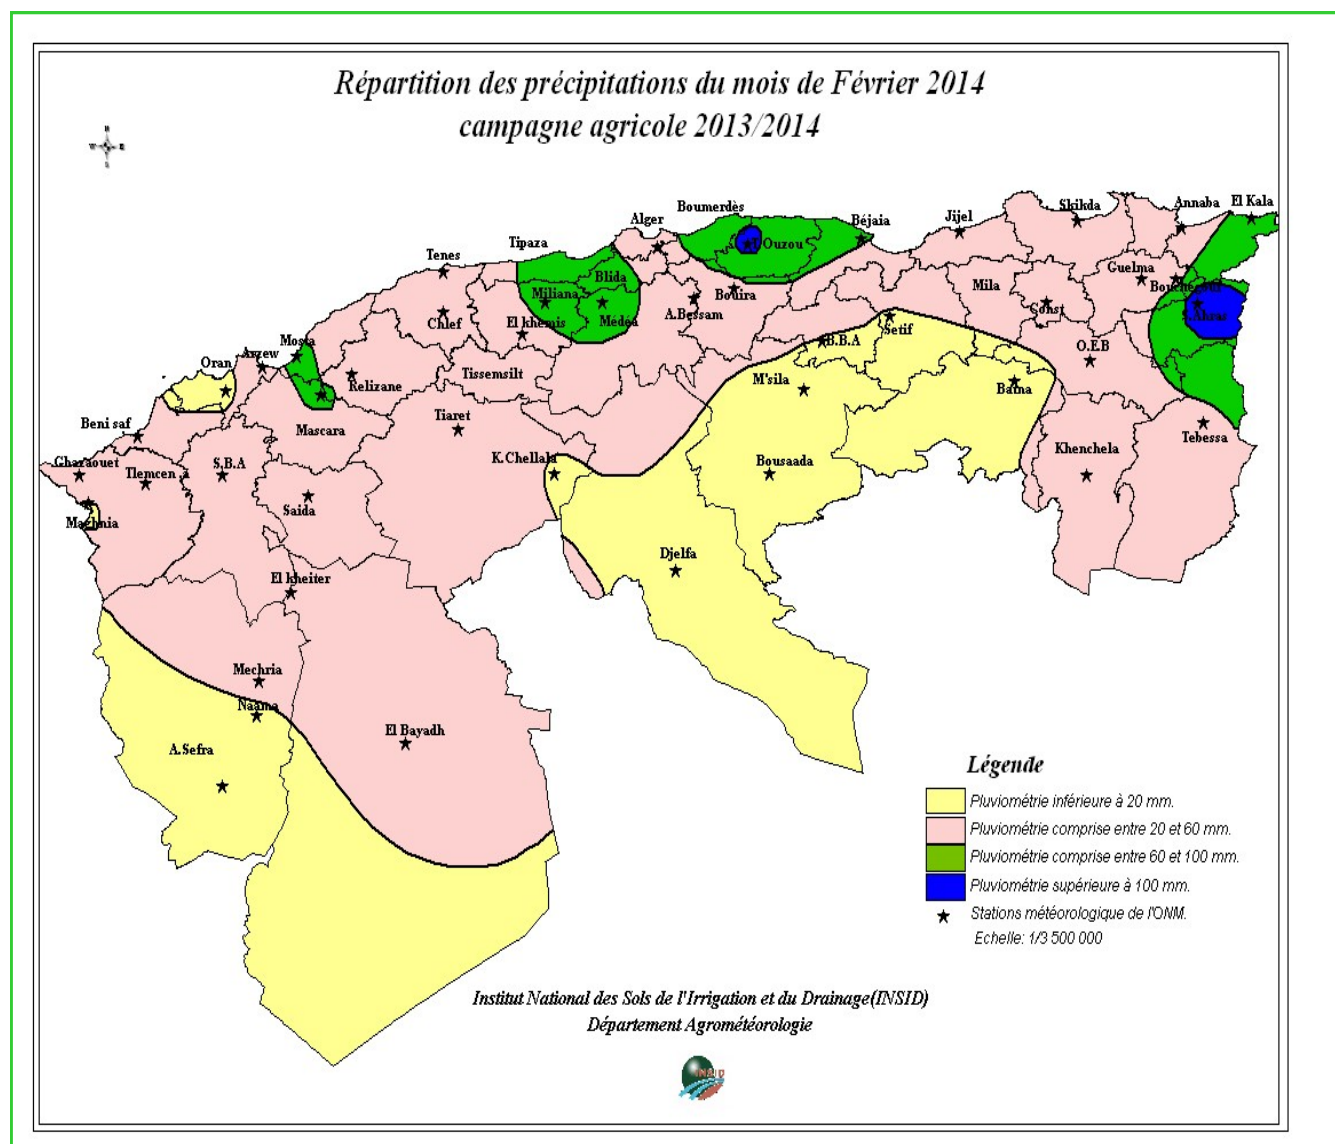 Répartition des précipitations du mois de Février 2014
campagne agricole 2013/2014
N
W
E
S
El Kala
Annaba
Skikda
Boumerdès
Jijel
Béjaia
Alger
Tipaza
T.Ouzou
Tenes
Guelma
Blida
Mila
Miliana
Bouira
S.Ahras
Const
A.Bessam
Medéa
Chlef
El khemis
Setif
B.B.A
Mosta
O.E.B
Arzew
Oran
Tissemsilt
M'sila
Relizane
Batna
Tiaret
Beni saf
Mascara
Tebessa
Khenchela
K.Chellala
Ghazaouet
S.B.A
Bousaada
Tlemcen
Saida
Maghnia
Djelfa
El kheiter
Mechria
Naama
El Bayadh
A.Sefra
Légende
Pluviométrie inférieure à 20 mm.
Pluviométrie comprise entre 20 et 60 mm.
Pluviométrie comprise entre 60 et 100 mm.
Pluviométrie supérieure à 100 mm.
Stations météorologique de l'ONM.
Echelle: 1/3 500 000
Institut National des Sols de l'Irrigation et du Drainage(INSID)
Département Agrométéorologie
INSID